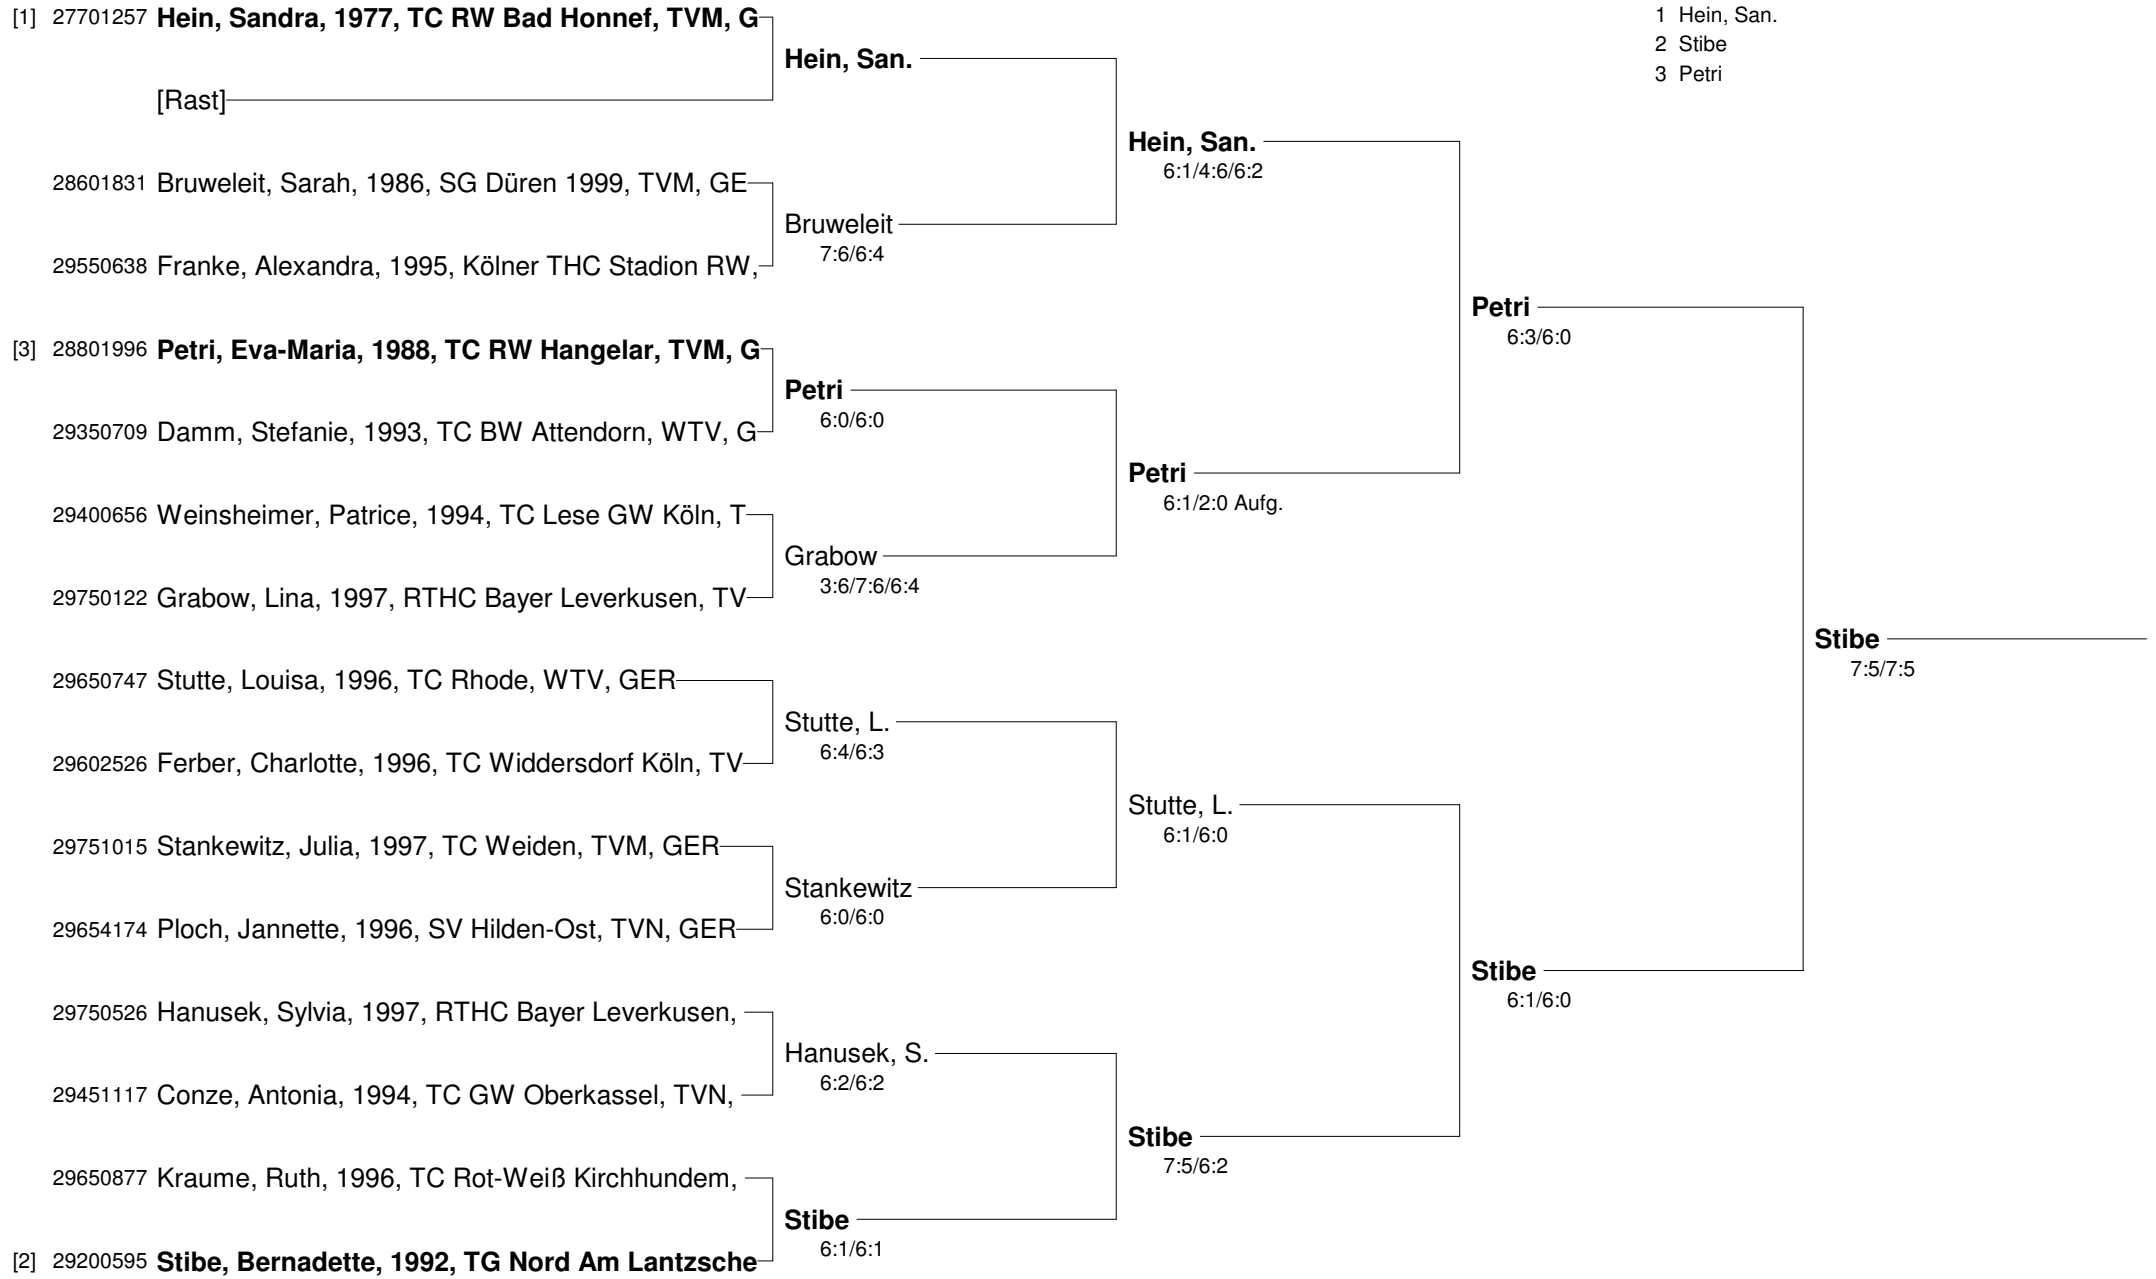 [1] 27701257 Hein, Sandra, 1977, TC RW Bad Honnef, TVM, G
[Rast]
28601831 Bruweleit, Sarah, 1986, SG Düren 1999, TVM, GE
29550638 Franke, Alexandra, 1995, Kölner THC Stadion RW,
[3] 28801996 Petri, Eva-Maria, 1988, TC RW Hangelar, TVM, G
29350709 Damm, Stefanie, 1993, TC BW Attendorn, WTV, G
29400656 Weinsheimer, Patrice, 1994, TC Lese GW Köln, T
29750122 Grabow, Lina, 1997, RTHC Bayer Leverkusen, TV
29650747 Stutte, Louisa, 1996, TC Rhode, WTV, GER
29602526 Ferber, Charlotte, 1996, TC Widdersdorf Köln, TV
29751015 Stankewitz, Julia, 1997, TC Weiden, TVM, GER
29654174 Ploch, Jannette, 1996, SV Hilden-Ost, TVN, GER
29750526 Hanusek, Sylvia, 1997, RTHC Bayer Leverkusen,
29451117 Conze, Antonia, 1994, TC GW Oberkassel, TVN,
29650877 Kraume, Ruth, 1996, TC Rot-Weiß Kirchhundem,
[2] 29200595 Stibe, Bernadette, 1992, TG Nord Am Lantzsche
Hein, San.
Bruweleit
7:6/6:4
Petri
6:0/6:0
Grabow
3:6/7:6/6:4
Stutte, L.
6:4/6:3
Stankewitz
6:0/6:0
Hanusek, S.
6:2/6:2
Stibe
6:1/6:1
Hein, San.
6:1/4:6/6:2
Petri
6:1/2:0 Aufg.
Stutte, L.
6:1/6:0
Stibe
7:5/6:2
Petri
6:3/6:0
Stibe
6:1/6:0
Stibe
7:5/7:5
1 Hein, San.
2 Stibe
3 Petri